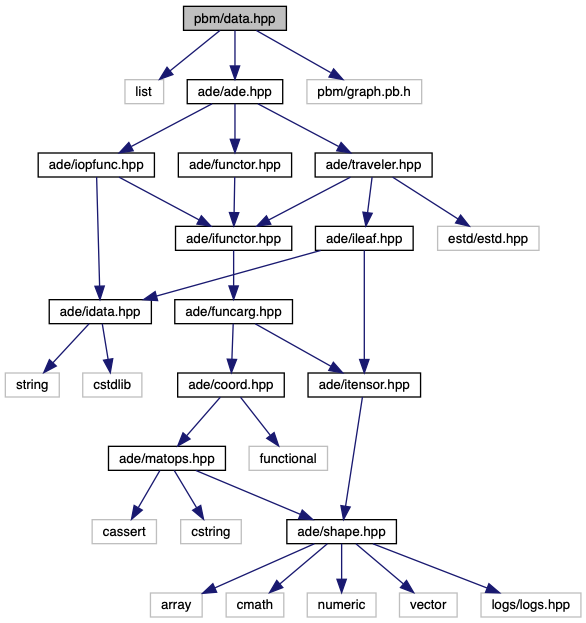 pbm/data.hpp
list
ade/ade.hpp
pbm/graph.pb.h
ade/iopfunc.hpp
ade/functor.hpp
ade/traveler.hpp
ade/ifunctor.hpp
ade/ileaf.hpp
estd/estd.hpp
ade/idata.hpp
ade/funcarg.hpp
string
cstdlib
ade/coord.hpp
ade/itensor.hpp
ade/matops.hpp
functional
cassert
cstring
ade/shape.hpp
array
cmath
numeric
vector
logs/logs.hpp